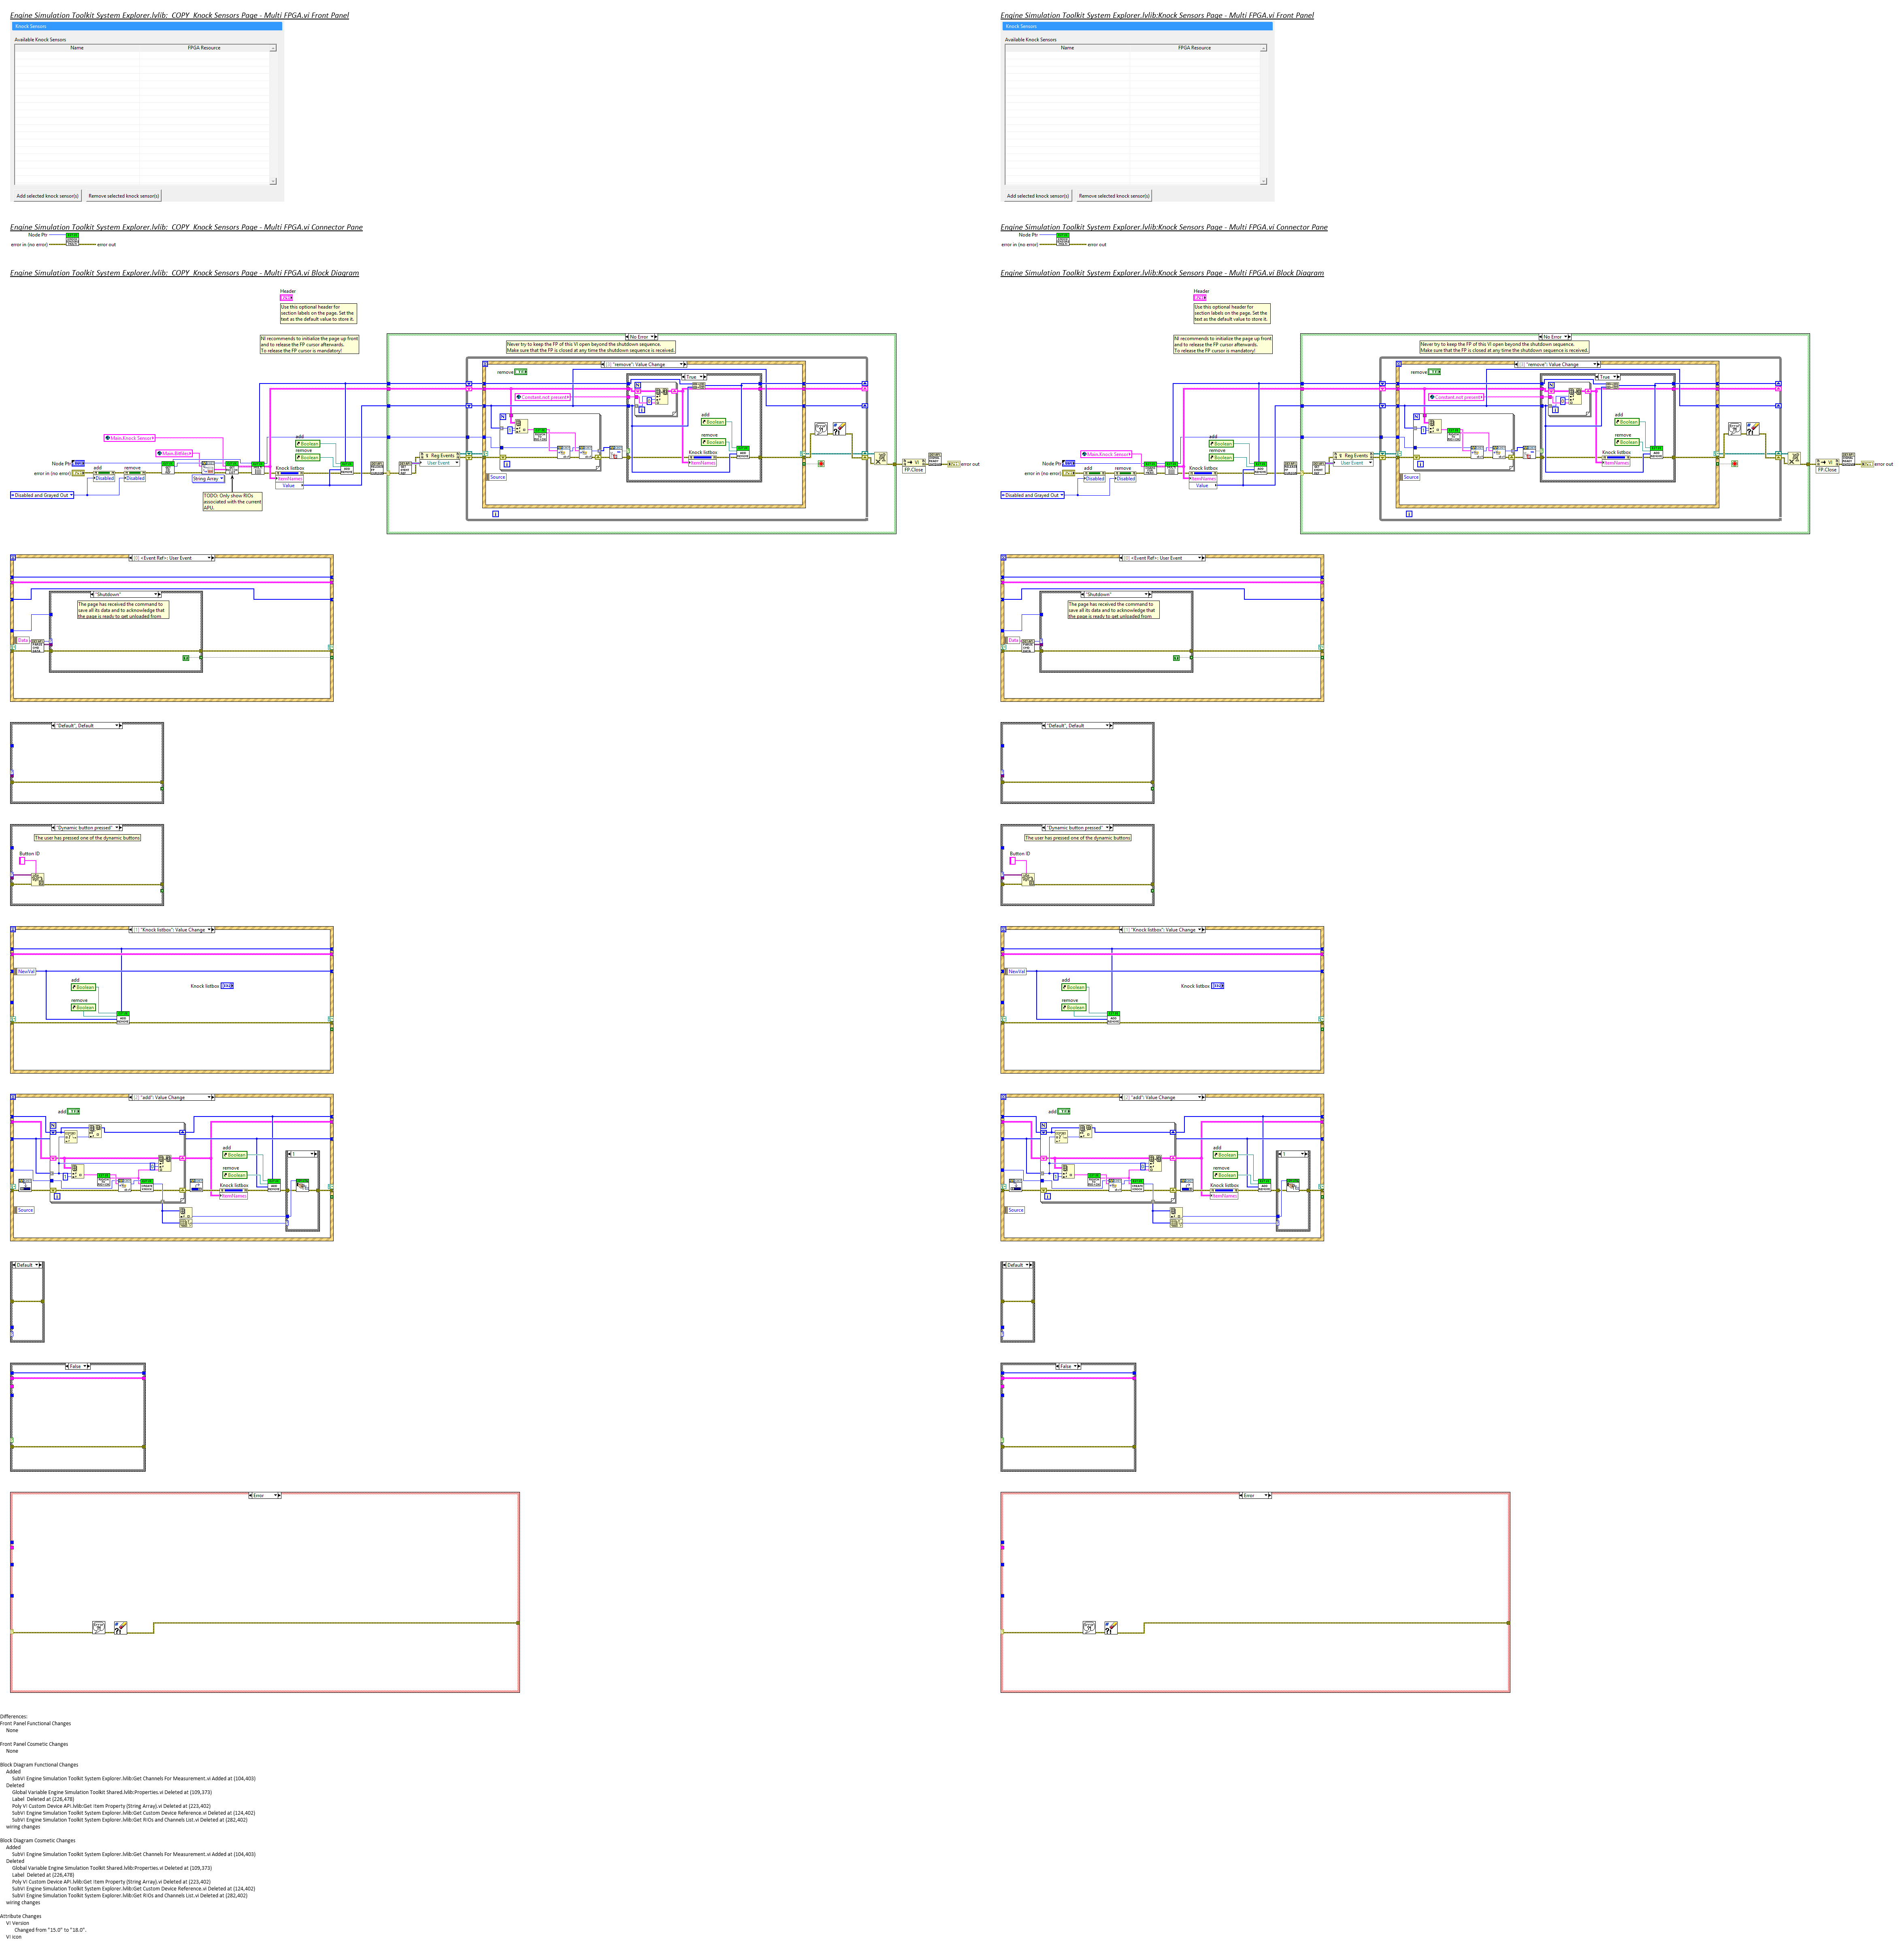 Engine Simulation Toolkit System Explorer.lvlib:_COPY_Knock Sensors Page - Multi FPGA.vi Front Panel
Knock Sensors
Available Knock Sensors
Name FPGA Resource
Add selected knock sensor(s) Remove selected knock sensor(s)
Engine Simulation Toolkit System Explorer.lvlib:_COPY_Knock Sensors Page - Multi FPGA.vi Connector Pane
Node Ptr
error in (no error) error out
Engine Simulation Toolkit System Explorer.lvlib:_COPY_Knock Sensors Page - Multi FPGA.vi Block Diagram
Header
Use this optional header for
section labels on the page. Set the
text as the default value to store it.
NI recommends to initialize the page up front
and to release the FP cursor afterwards.
To release the FP cursor is mandatory!
No Error
Never try to keep the FP of this VI open beyond the shutdown sequence.
Make sure that the FP is closed at any time the shutdown sequence is received.
"remove": Value Change
remove
True
Constant.not present
add
Boolean
remove
Boolean
Knock listbox
ItemNames
Source
Main.Knock Sensor
Main.Bitfiles
Node Ptr
error in (no error)
add
Disabled
remove
Disabled
Disabled and Grayed Out
String Array
TODO: Only show RIOs
associated with the current
APU.
add
Boolean
remove
Boolean
Knock listbox
ItemNames
Value
Reg Events
User Event
FP.Close
error out
[0] <Event Ref>: User Event
"Shutdown"
The page has received the command to
save all its data and to acknowledge that
the page is ready to get unloaded from
Data
"Default", Default
"Dynamic button pressed"
The user has pressed one of the dynamic buttons
Button ID
[1] "Knock listbox": Value Change
NewVal
add
Boolean
remove
Boolean
Knock listbox
[2] "add": Value Change
add
add
Boolean
remove
Boolean
Knock listbox
ItemNames
Source
1
Default
False
Error
Engine Simulation Toolkit System Explorer.lvlib:Knock Sensors Page - Multi FPGA.vi Front Panel
Knock Sensors
Available Knock Sensors
Name FPGA Resource
Add selected knock sensor(s) Remove selected knock sensor(s)
Engine Simulation Toolkit System Explorer.lvlib:Knock Sensors Page - Multi FPGA.vi Connector Pane
Node Ptr
error in (no error) error out
Engine Simulation Toolkit System Explorer.lvlib:Knock Sensors Page - Multi FPGA.vi Block Diagram
Header
Use this optional header for
section labels on the page. Set the
text as the default value to store it.
NI recommends to initialize the page up front
and to release the FP cursor afterwards.
To release the FP cursor is mandatory!
No Error
Never try to keep the FP of this VI open beyond the shutdown sequence.
Make sure that the FP is closed at any time the shutdown sequence is received.
"remove": Value Change
remove
True
Constant.not present
add
Boolean
remove
Boolean
Knock listbox
ItemNames
Source
Main.Knock Sensor
Node Ptr
error in (no error)
add
Disabled
remove
Disabled
Disabled and Grayed Out
add
Boolean
remove
Boolean
Knock listbox
ItemNames
Value
Reg Events
User Event
FP.Close
error out
[0] <Event Ref>: User Event
"Shutdown"
The page has received the command to
save all its data and to acknowledge that
the page is ready to get unloaded from
Data
"Default", Default
"Dynamic button pressed"
The user has pressed one of the dynamic buttons
Button ID
[1] "Knock listbox": Value Change
NewVal
add
Boolean
remove
Boolean
Knock listbox
[2] "add": Value Change
add
add
Boolean
remove
Boolean
Knock listbox
ItemNames
Source
1
Default
False
Error
Differences:
Front Panel Functional Changes
None
Front Panel Cosmetic Changes
None
Block Diagram Functional Changes
Added
SubVI Engine Simulation Toolkit System Explorer.lvlib:Get Channels For Measurement.vi Added at (104,403)
Deleted
Global Variable Engine Simulation Toolkit Shared.lvlib:Properties.vi Deleted at (109,373)
Label Deleted at (226,478)
Poly VI Custom Device API.lvlib:Get Item Property (String Array).vi Deleted at (223,402)
SubVI Engine Simulation Toolkit System Explorer.lvlib:Get Custom Device Reference.vi Deleted at (124,402)
SubVI Engine Simulation Toolkit System Explorer.lvlib:Get RIOs and Channels List.vi Deleted at (282,402)
wiring changes
Block Diagram Cosmetic Changes
Added
SubVI Engine Simulation Toolkit System Explorer.lvlib:Get Channels For Measurement.vi Added at (104,403)
Deleted
Global Variable Engine Simulation Toolkit Shared.lvlib:Properties.vi Deleted at (109,373)
Label Deleted at (226,478)
Poly VI Custom Device API.lvlib:Get Item Property (String Array).vi Deleted at (223,402)
SubVI Engine Simulation Toolkit System Explorer.lvlib:Get Custom Device Reference.vi Deleted at (124,402)
SubVI Engine Simulation Toolkit System Explorer.lvlib:Get RIOs and Channels List.vi Deleted at (282,402)
wiring changes
Attribute Changes
VI Version
Changed from "15.0" to "18.0".
VI icon